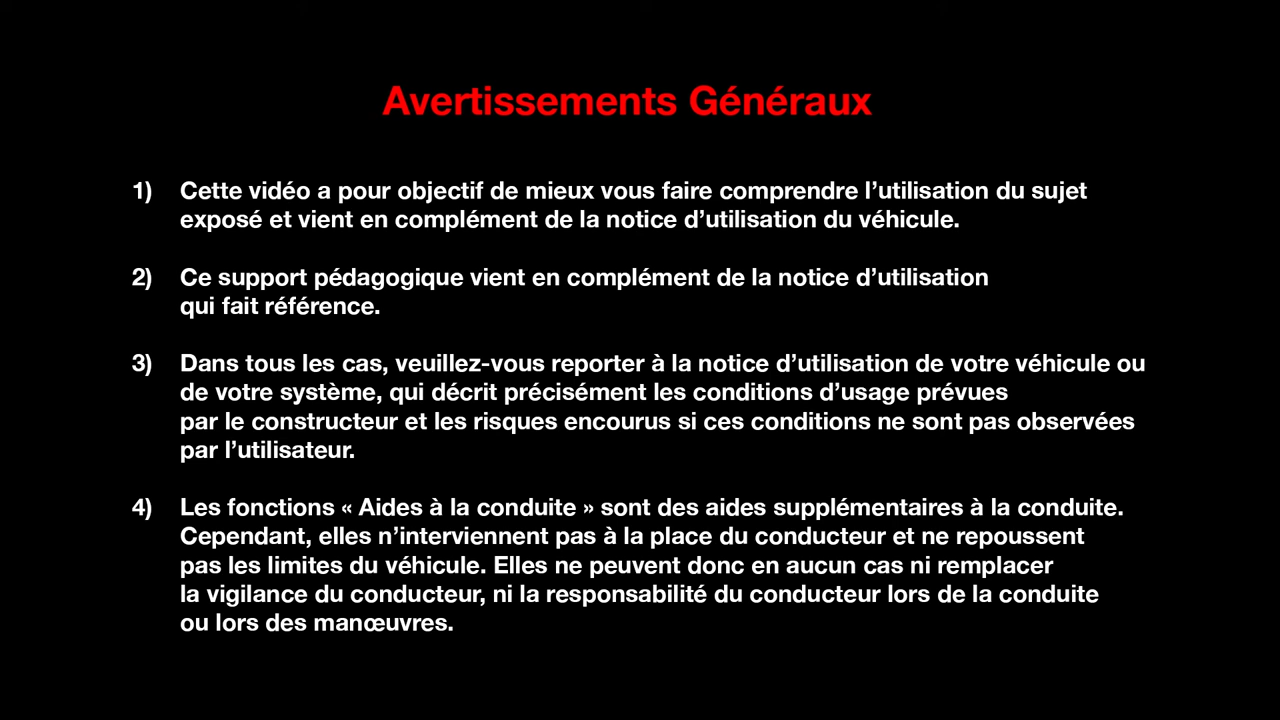 Avertissements Généraux
1) Cette vidéo a pour objectif de mieux vous faire comprendre l’utilisation du sujet
exposé et vient en complément de la notice d’utilisation du véhicule.
2) Ce support pédagogique vient en complément de la notice d’utilisation
qui fait référence.
3) Dans tous les cas, veuillez-vous reporter à la notice d’utilisation de votre véhicule ou
de votre système, qui décrit précisément les conditions d’usage prévues
par le constructeur et les risques encourus si ces conditions ne sont pas observées
par l’utilisateur.
4) Les fonctions « Aides à la conduite » sont des aides supplémentaires à la conduite.
Cependant, elles n’interviennent pas à la place du conducteur et ne repoussent
pas les limites du véhicule. Elles ne peuvent donc en aucun cas ni remplacer
la vigilance du conducteur, ni la responsabilité du conducteur lors de la conduite
ou lors des manœuvres.